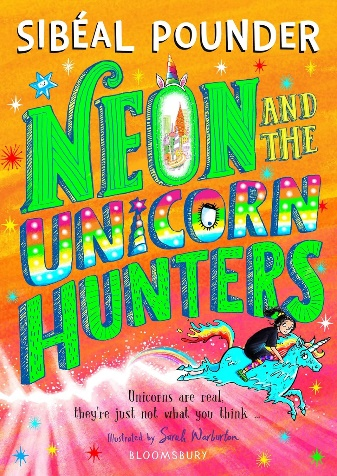 SIBÉAL POUNDER
NEON AND
THE
UNICORN
HUNTERS
Unicorns are real,
they're just not what you think ...
Illustrated by Sarah Warburton
BLOOMSBURY